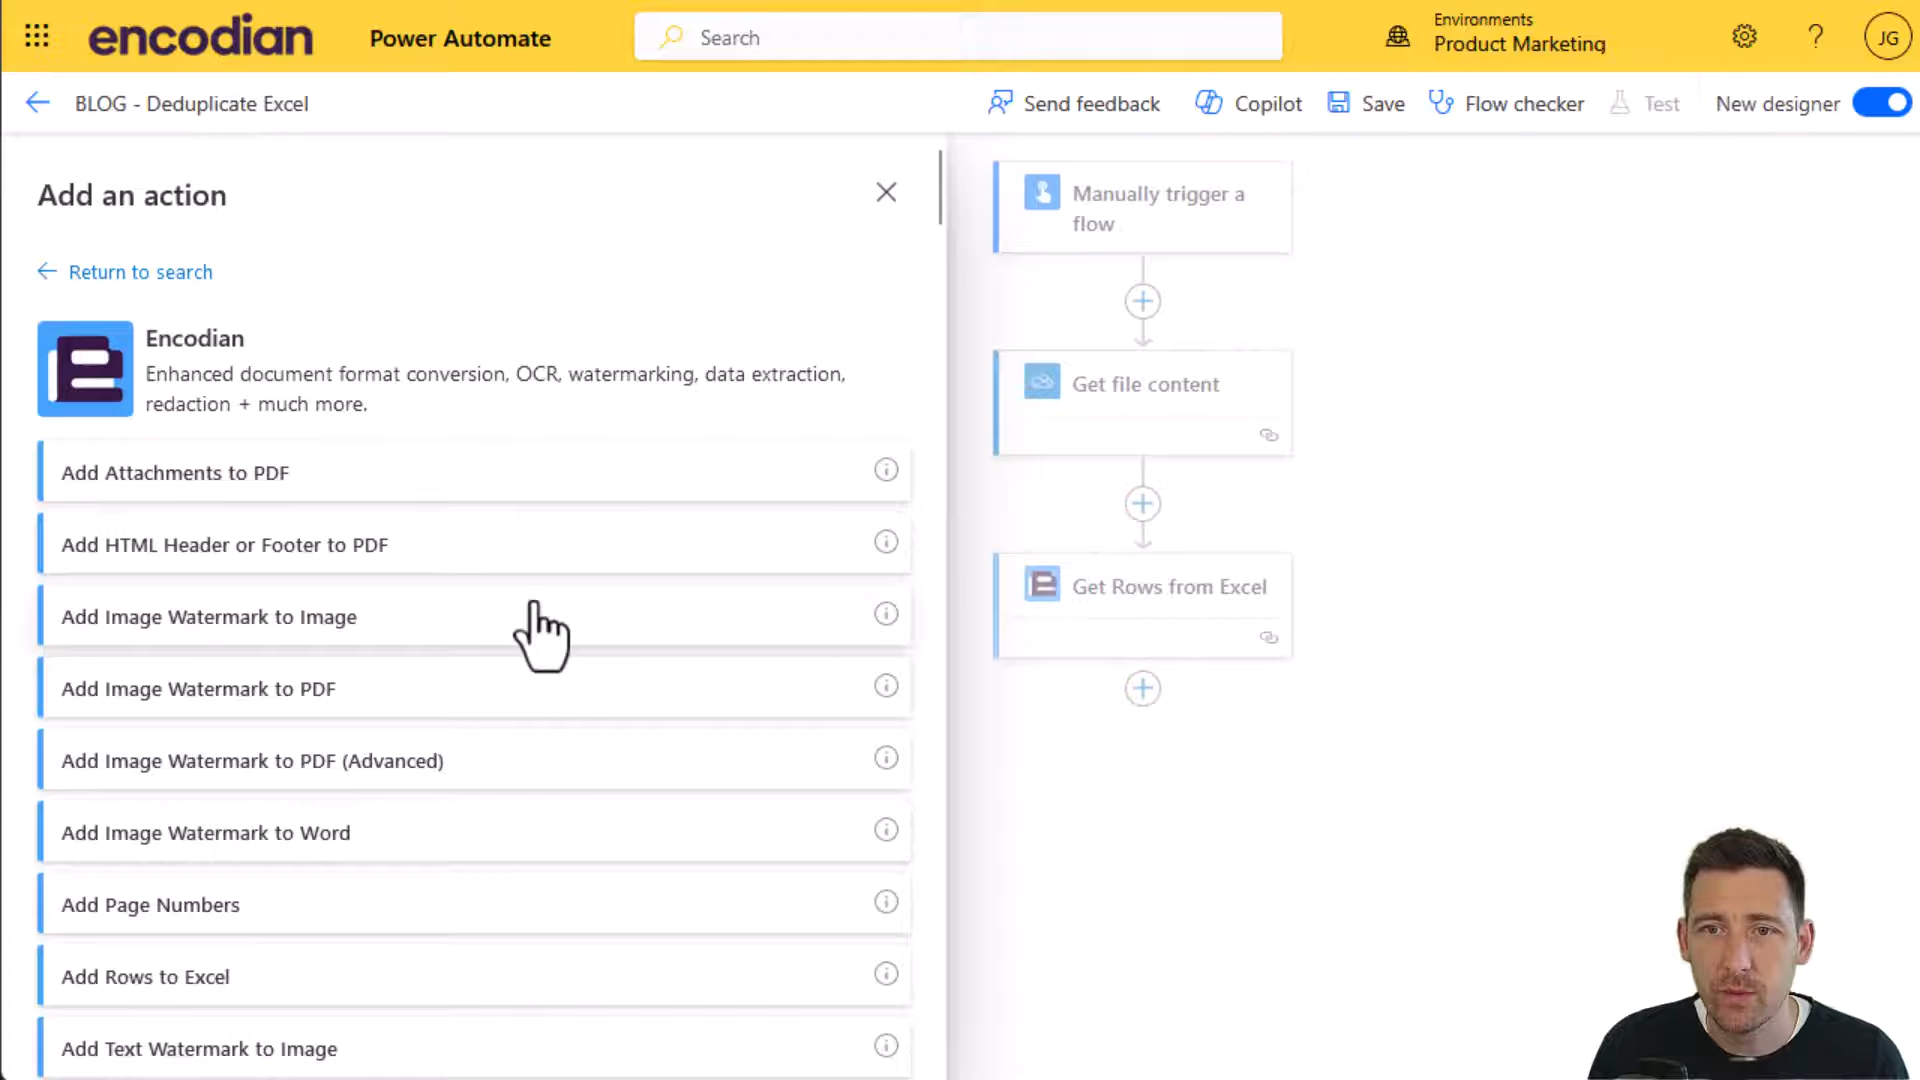 encodian
Power Automate
Search
Environments
Product Marketing
?
JG
BLOG - Deduplicate Excel
Send feedback
Copilot
Save
Flow checker
Test
New designer
Add an action
Return to search
Encodian
Enhanced document format conversion, OCR, watermarking, data extraction,
redaction + much more.
Add Attachments to PDF
Add HTML Header or Footer to PDF
Add Image Watermark to Image
Add Image Watermark to PDF
Add Image Watermark to PDF (Advanced)
Add Image Watermark to Word
Add Page Numbers
Add Rows to Excel
Add Text Watermark to Image
Manually trigger a
flow
Get file content
Get Rows from Excel